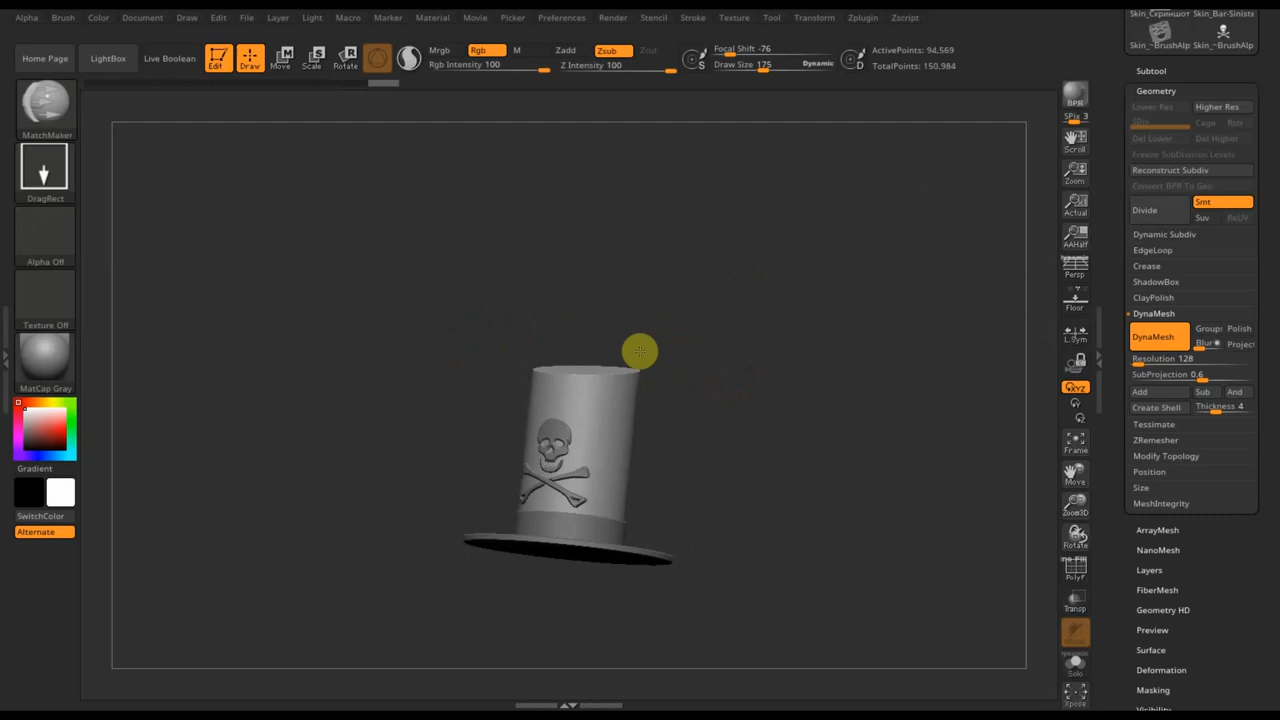 Alpha Brush Color Document Draw Edit File Layer Light Macro Marker Material Movie Picker Preferences Render Stencil Stroke Texture Tool Transform Zplugin Zscript
Home Page
LightBox
Live Boolean
Edit
Draw
Move
Scale
Rotate
Mrgb Rgb M
Rgb Intensity 100
Zadd Zsub Zcut
Z Intensity 100
S
Focal Shift -76
Draw Size 175 Dynamic
D
ActivePoints: 94,569
TotalPoints: 150,984
MatchMaker
DragRect
Alpha Off
Texture Off
MatCap Gray
Gradient
SwitchColor
Alternate
BPR
SPix 3
Scroll
Zoom
Actual
AAHalf
Dynamic
Persp
Floor
L.Sym
XYZ
Frame
Move
Zoom3D
Rotate
PolyF
Transp
Dynamic
Solo
Xpose
Skin_Скриншот Skin_Bar-Siniste
Skin_~BrushAlp Skin_~BrushAlp
Subtool
Geometry
Lower Res Higher Res
SDiv Cage Rstr
Del Lower Del Higher
Freeze SubDivision Levels
Reconstruct Subdiv
Convert BPR To Geo
Divide
Smt
Suv ReUV
Dynamic Subdiv
EdgeLoop
Crease
ShadowBox
ClayPolish
DynaMesh
DynaMesh
Group: Polish
Blur Project
Resolution 128
SubProjection 0.6
Add Sub And
Create Shell Thickness 4
Tessimate
ZRemesher
Modify Topology
Position
Size
MeshIntegrity
ArrayMesh
NanoMesh
Layers
FiberMesh
Geometry HD
Preview
Surface
Deformation
Masking
Visibility